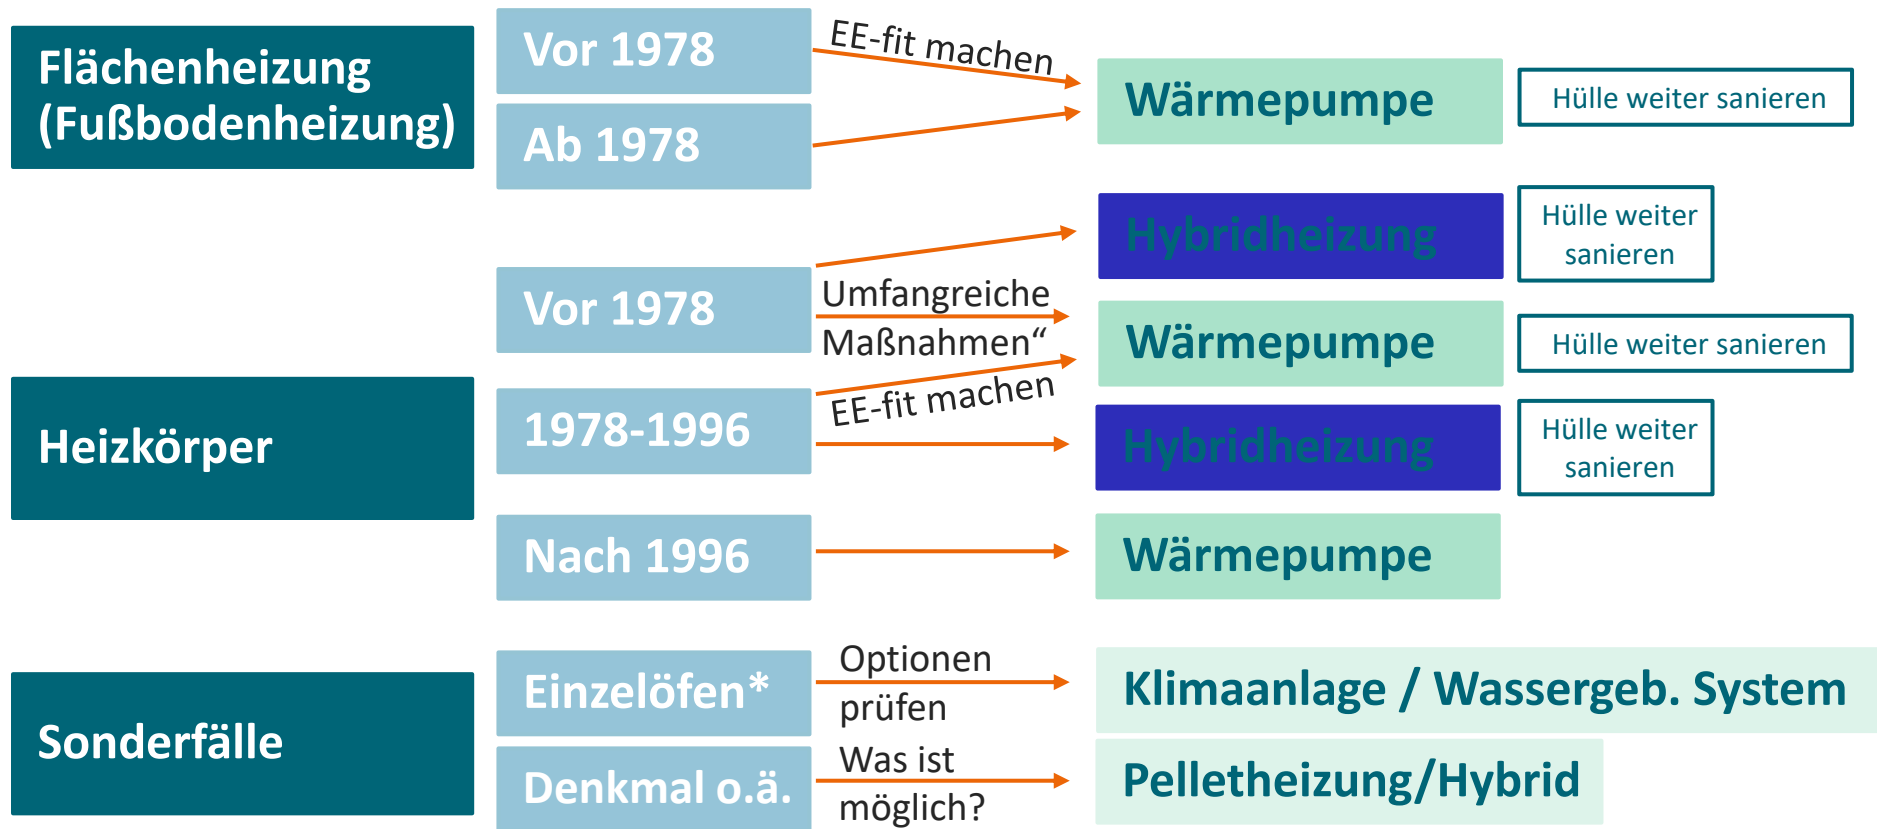 Flächenheizung
(Fußbodenheizung)
Vor 1978
EE-fit machen
Ab 1978
Wärmepumpe
Hülle weiter sanieren
Heizkörper
Vor 1978
Umfangreiche
Maßnahmen“
Hybridheizung
Hülle weiter
sanieren
Wärmepumpe
Hülle weiter sanieren
1978-1996
EE-fit machen
Hybridheizung
Hülle weiter
sanieren
Nach 1996
Wärmepumpe
Sonderfälle
Einzelöfen*
Optionen
prüfen
Klimaanlage / Wassergeb. System
Denkmal o.ä.
Was ist
möglich?
Pelletheizung/Hybrid